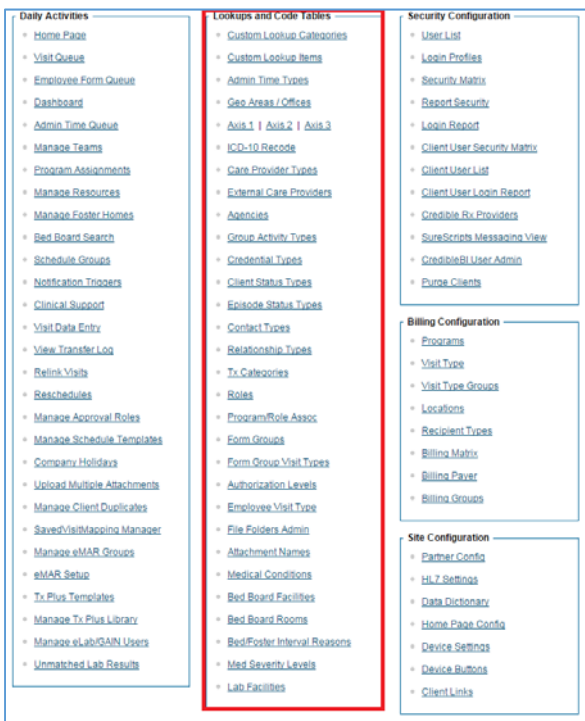 Daily Activities
Home Page
Visit Queue
Employee Form Queue
Dashboard
Admin Time Queue
Manage Teams
Program Assignments
Manage Resources
Manage Foster Homes
Bed Board Search
Schedule Groups
Notification Triggers
Clinical Support
Visit Data Entry
View Transfer Log
Relink Visits
Reschedules
Manage Approval Roles
Manage Schedule Templates
Company Holidays
Upload Multiple Attachments
Manage Client Duplicates
SavedVisitMapping Manager
Manage eMAR Groups
eMAR Setup
Tx Plus Templates
Manage Tx Plus Library
Manage eLab/GAIN Users
Unmatched Lab Results
Lookups and Code Tables
Custom Lookup Categories
Custom Lookup Items
Admin Time Types
Geo Areas / Offices
Axis 1 | Axis 2 | Axis 3
ICD-10 Recode
Care Provider Types
External Care Providers
Agencies
Group Activity Types
Credential Types
Client Status Types
Episode Status Types
Contact Types
Relationship Types
Tx Categories
Roles
Program/Role Assoc
Form Groups
Form Group Visit Types
Authorization Levels
Employee Visit Type
File Folders Admin
Attachment Names
Medical Conditions
Bed Board Facilities
Bed Board Rooms
Bed/Foster Interval Reasons
Med Severity Levels
Lab Facilities
Security Configuration
User List
Login Profiles
Security Matrix
Report Security
Login Report
Client User Security Matrix
Client User List
Client User Login Report
Credible Rx Providers
SureScripts Messaging View
CredibleBI User Admin
Purge Clients
Billing Configuration
Programs
Visit Type
Visit Type Groups
Locations
Recipient Types
Billing Matrix
Billing Payer
Billing Groups
Site Configuration
Partner Config
HL7 Settings
Data Dictionary
Home Page Config
Device Settings
Device Buttons
Client Links